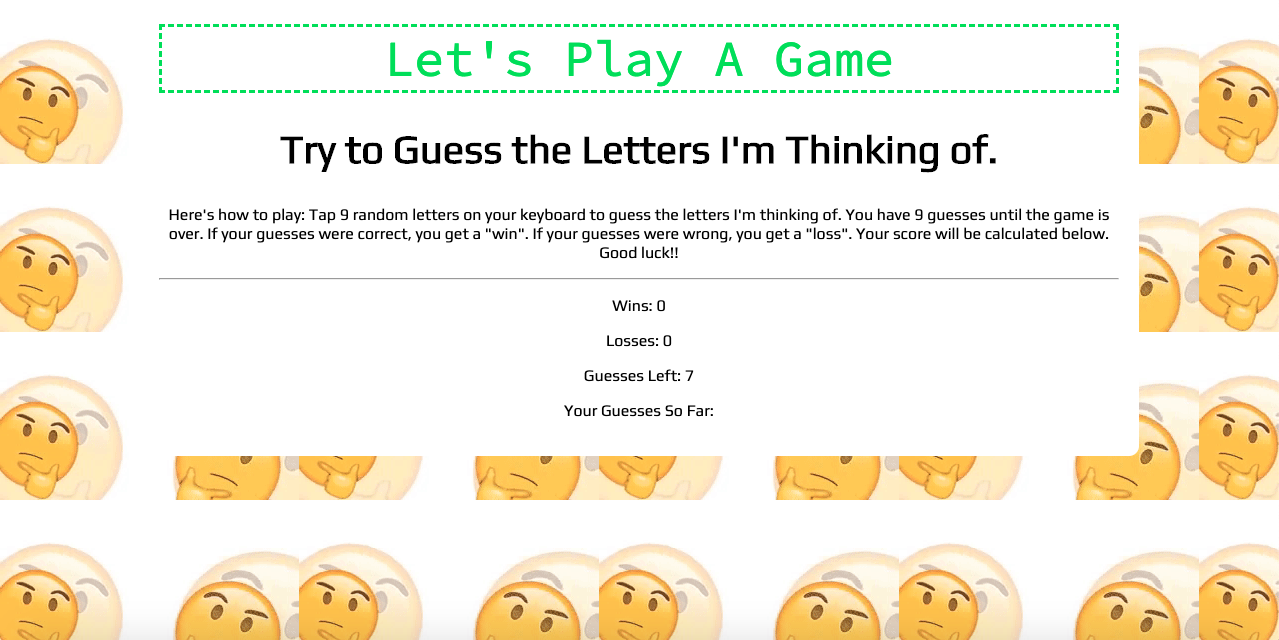 Let's Play A Game
Try to Guess the Letters I'm Thinking of.
Here's how to play: Tap 9 random letters on your keyboard to guess the letters I'm thinking of. You have 9 guesses until the game is
over. If your guesses were correct, you get a "win". If your guesses were wrong, you get a "loss". Your score will be calculated below.
Good luck!!
Wins: 0
Losses: 0
Guesses Left: 7
Your Guesses So Far: